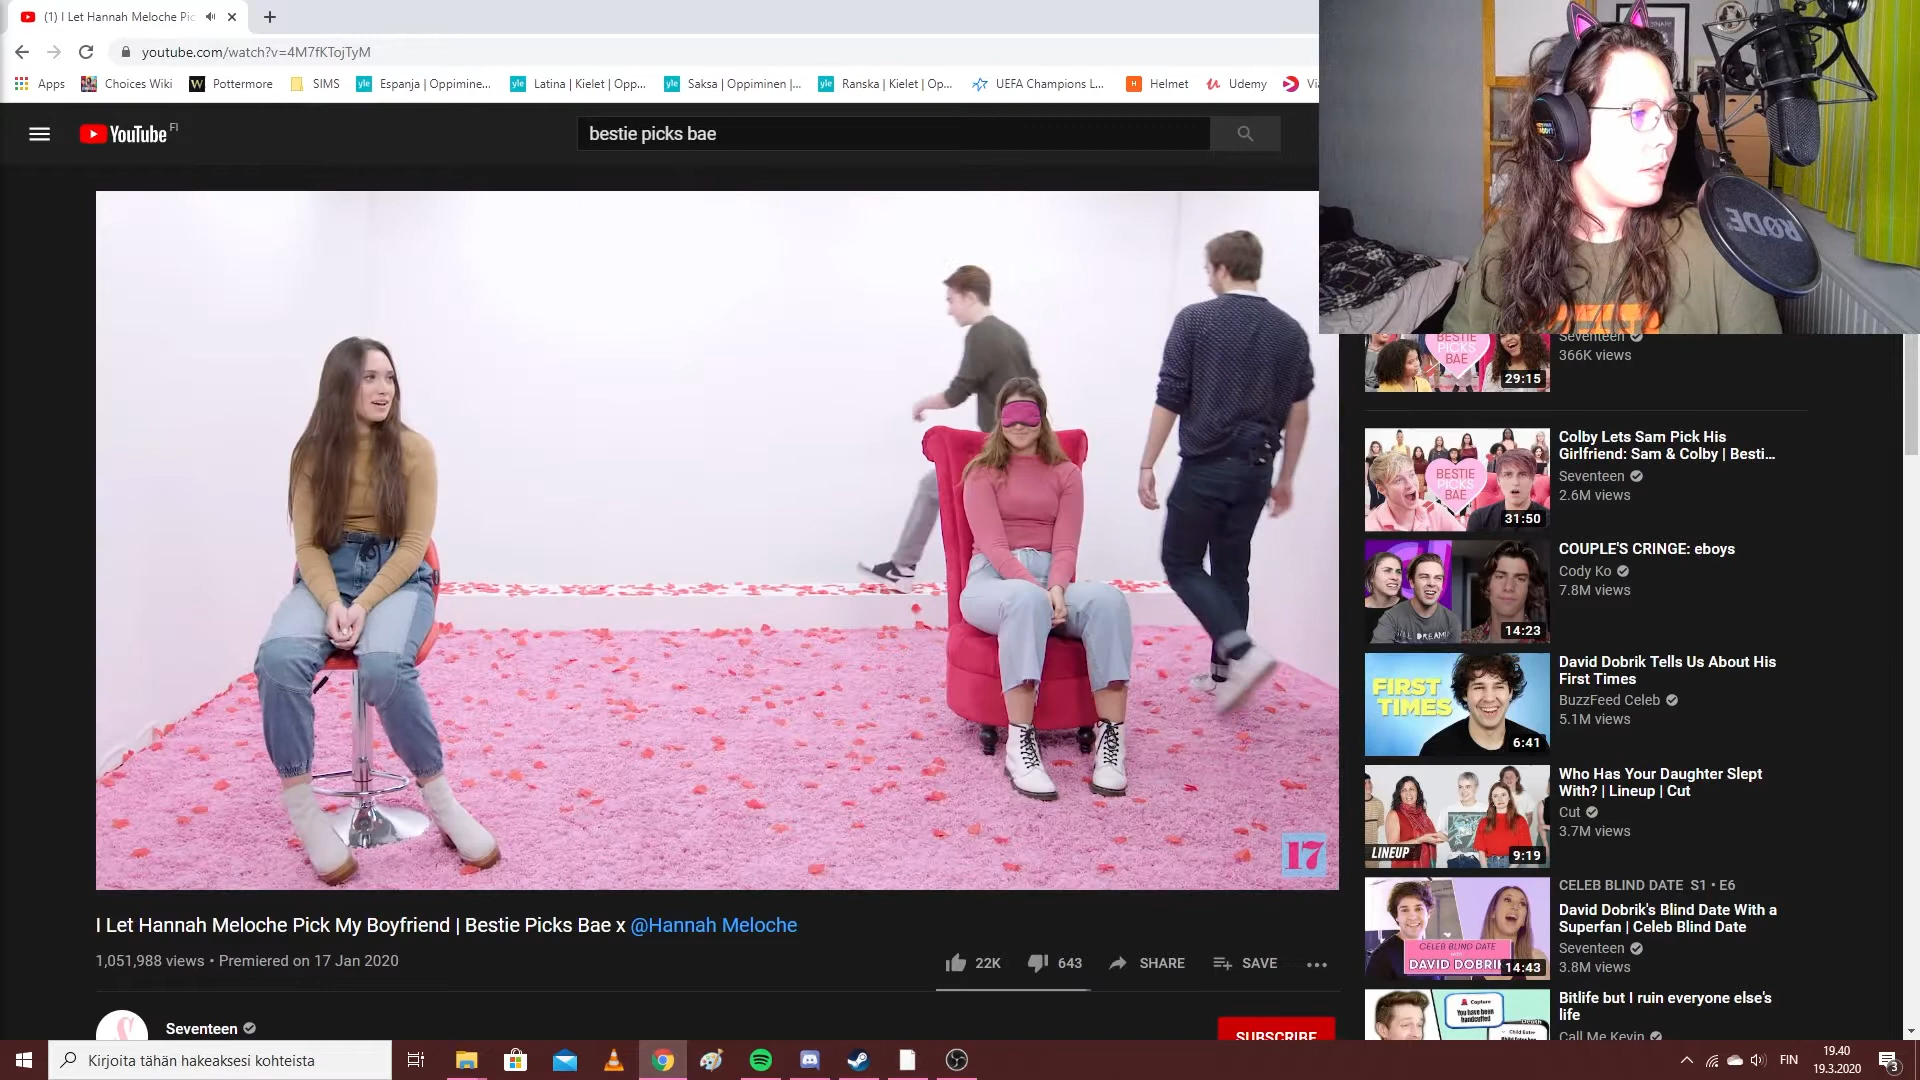 (1) I Let Hannah Meloche Pic
youtube.com/watch?v=4M7fKTojTyM
Apps
Choices Wiki
Pottermore
SIMS
Espanja | Oppimine...
Latina | Kielet | Opp...
Saksa | Oppiminen |...
Ranska | Kielet | Op...
UEFA Champions L...
Helmet
Udemy
YouTube FI
bestie picks bae
RØDE
Seventeen
366K views
BESTIE
PICKS
BAE
29:15
Colby Lets Sam Pick His
Girlfriend: Sam & Colby | Besti...
Seventeen
2.6M views
BESTIE
PICKS
BAE
31:50
COUPLE'S CRINGE: eboys
Cody Ko
7.8M views
14:23
David Dobrik Tells Us About His
First Times
BuzzFeed Celeb
5.1M views
FIRST
TIMES
6:41
Who Has Your Daughter Slept
With? | Lineup | Cut
Cut
3.7M views
LINEUP
9:19
CELEB BLIND DATE S1 • E6
David Dobrik's Blind Date With a
Superfan | Celeb Blind Date
Seventeen
3.8M views
CELEB BLIND DATE
DAVID DOBRIK
14:43
Bitlife but I ruin everyone else's
life
Call Me Kevin
Capture
You have been
handcuffed
17
I Let Hannah Meloche Pick My Boyfriend | Bestie Picks Bae x @Hannah Meloche
1,051,988 views • Premiered on 17 Jan 2020
22K
643
SHARE
SAVE
Seventeen
SUBSCRIBE
Kirjoita tähän hakeaksesi kohteista
FIN
19.40
19.3.2020
3